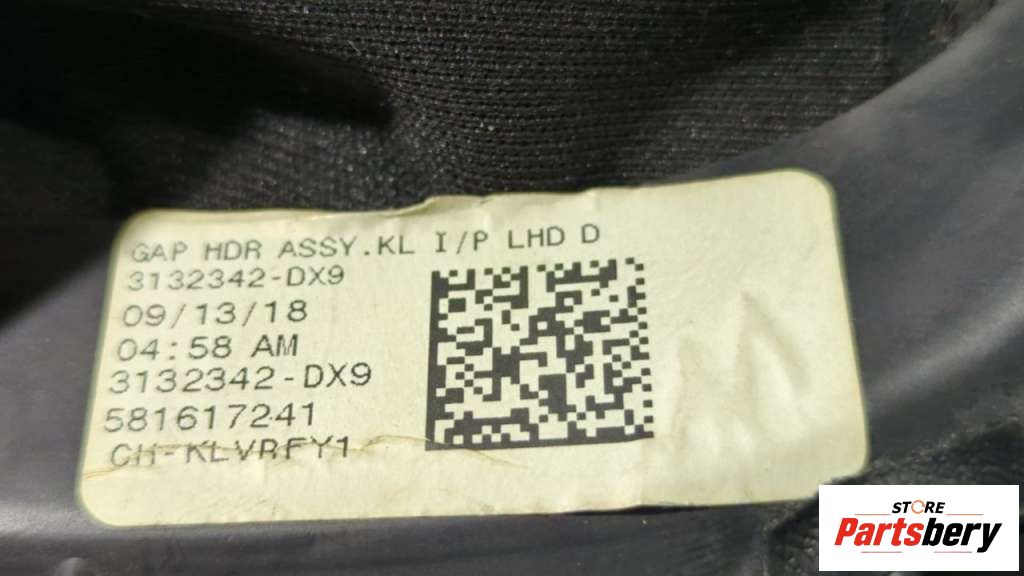 GAP HDR ASSY.KL I/P LHD D
3132342-DX9
09/13/18
04:58 AM
3132342-DX9
581617241
CH-KLVRFY1
STORE
Partsbery